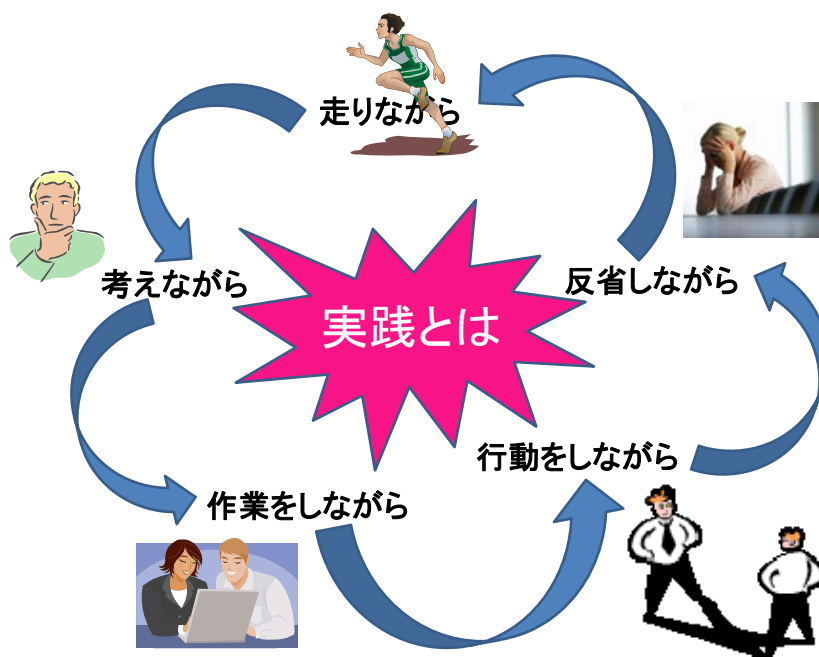 走りながら
考えながら
反省しながら
実践とは
行動をしながら
作業をしながら